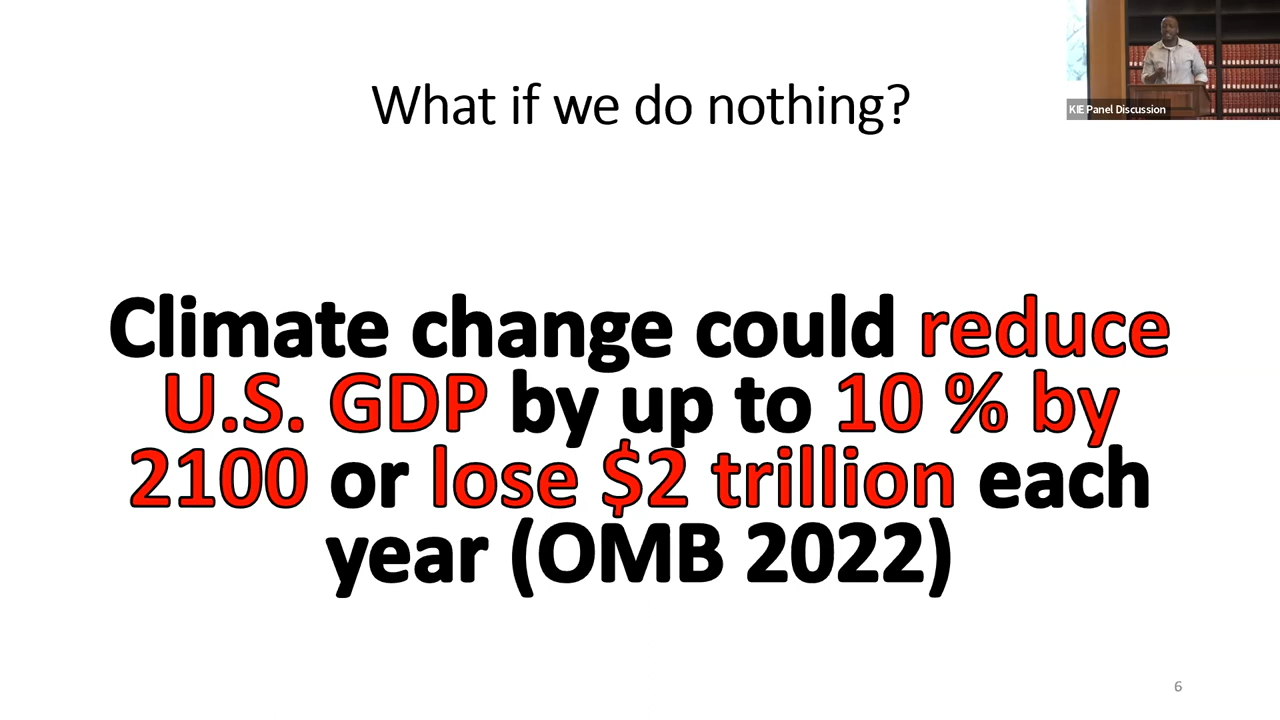 What if we do nothing?
KIE Panel Discussion
Climate change could reduce
U.S. GDP by up to 10 % by
2100 or lose $2 trillion each
year (OMB 2022)
6